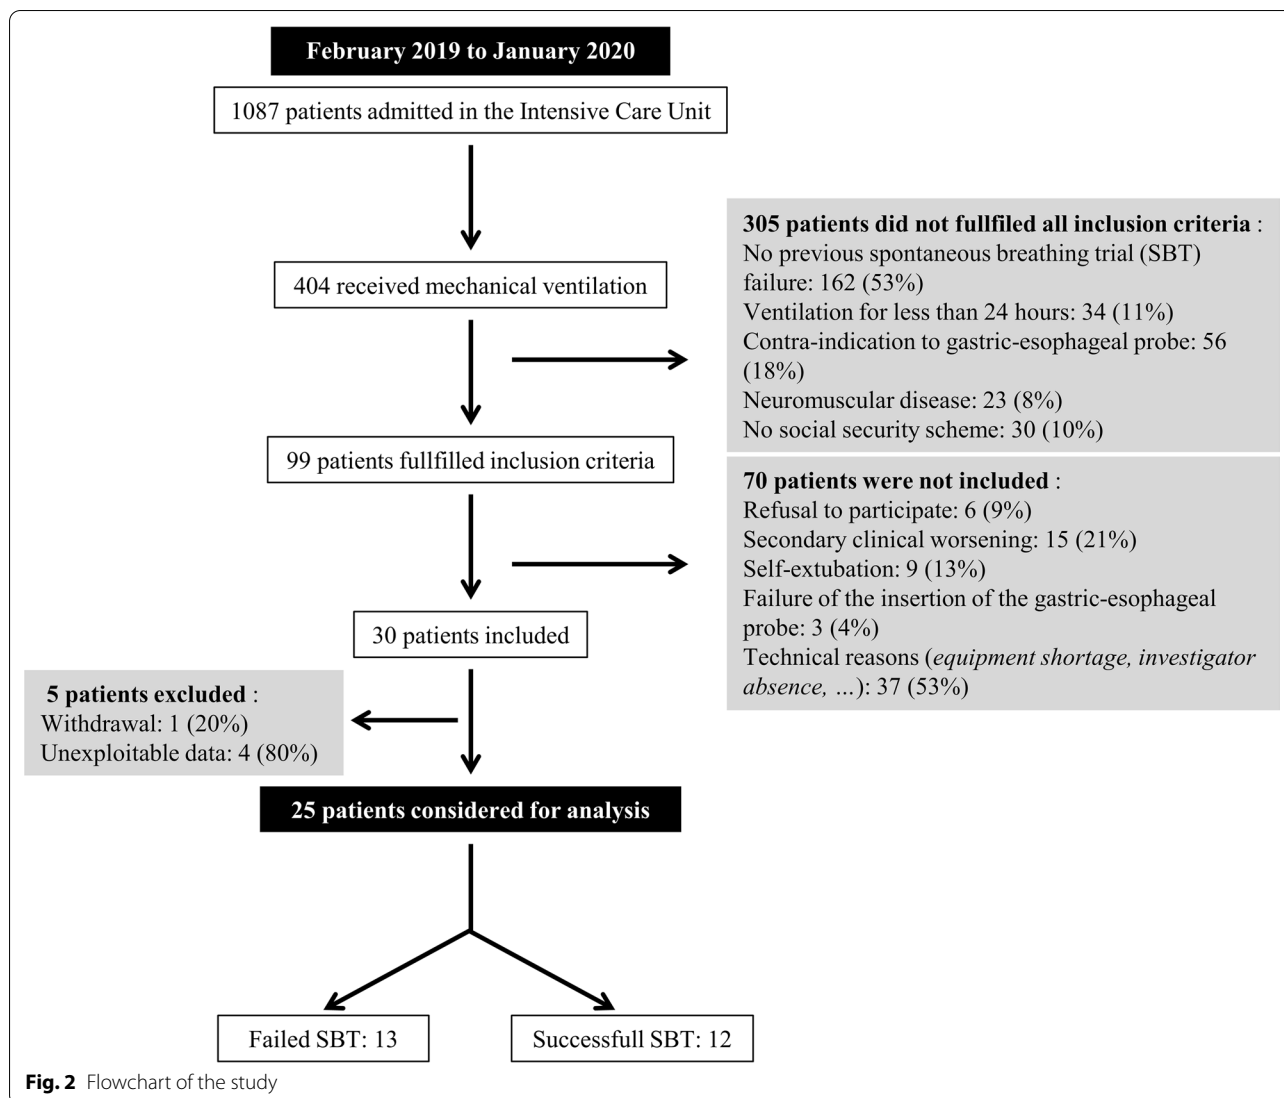 February 2019 to January 2020
1087 patients admitted in the Intensive Care Unit
404 received mechanical ventilation
305 patients did not fullfiled all inclusion criteria :
No previous spontaneous breathing trial (SBT)
failure: 162 (53%)
Ventilation for less than 24 hours: 34 (11%)
Contra-indication to gastric-esophageal probe: 56
(18%)
Neuromuscular disease: 23 (8%)
No social security scheme: 30 (10%)
99 patients fullfilled inclusion criteria
70 patients were not included :
Refusal to participate: 6 (9%)
Secondary clinical worsening: 15 (21%)
Self-extubation: 9 (13%)
Failure of the insertion of the gastric-esophageal
probe: 3 (4%)
Technical reasons (equipment shortage, investigator
absence, …): 37 (53%)
30 patients included
5 patients excluded :
Withdrawal: 1 (20%)
Unexploitable data: 4 (80%)
25 patients considered for analysis
Failed SBT: 13
Successfull SBT: 12
Fig. 2 Flowchart of the study